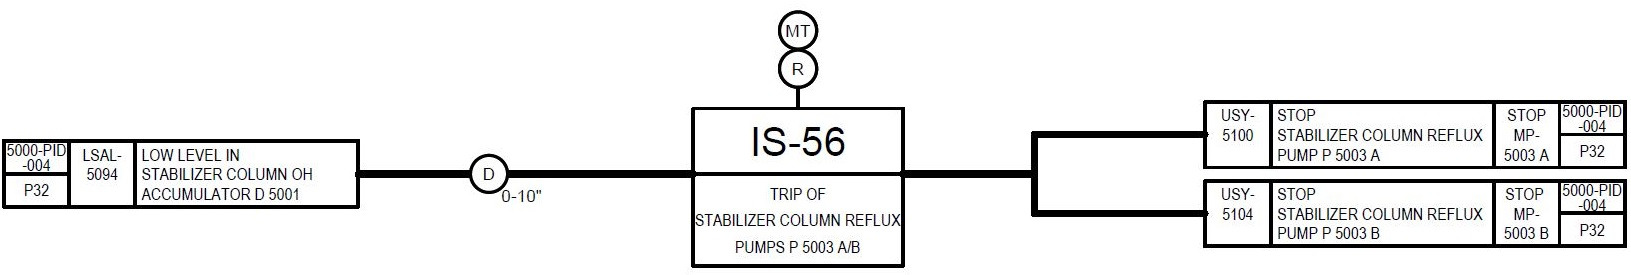 MT
R
5000-PID
-004
P32
LSAL-
5094
LOW LEVEL IN
STABILIZER COLUMN OH
ACCUMULATOR D 5001
D
0-10"
IS-56
TRIP OF
STABILIZER COLUMN REFLUX
PUMPS P 5003 A/B
USY-
5100
STOP
STABILIZER COLUMN REFLUX
PUMP P 5003 A
STOP
MP-
5003 A
5000-PID
-004
P32
USY-
5104
STOP
STABILIZER COLUMN REFLUX
PUMP P 5003 B
STOP
MP-
5003 B
5000-PID
-004
P32